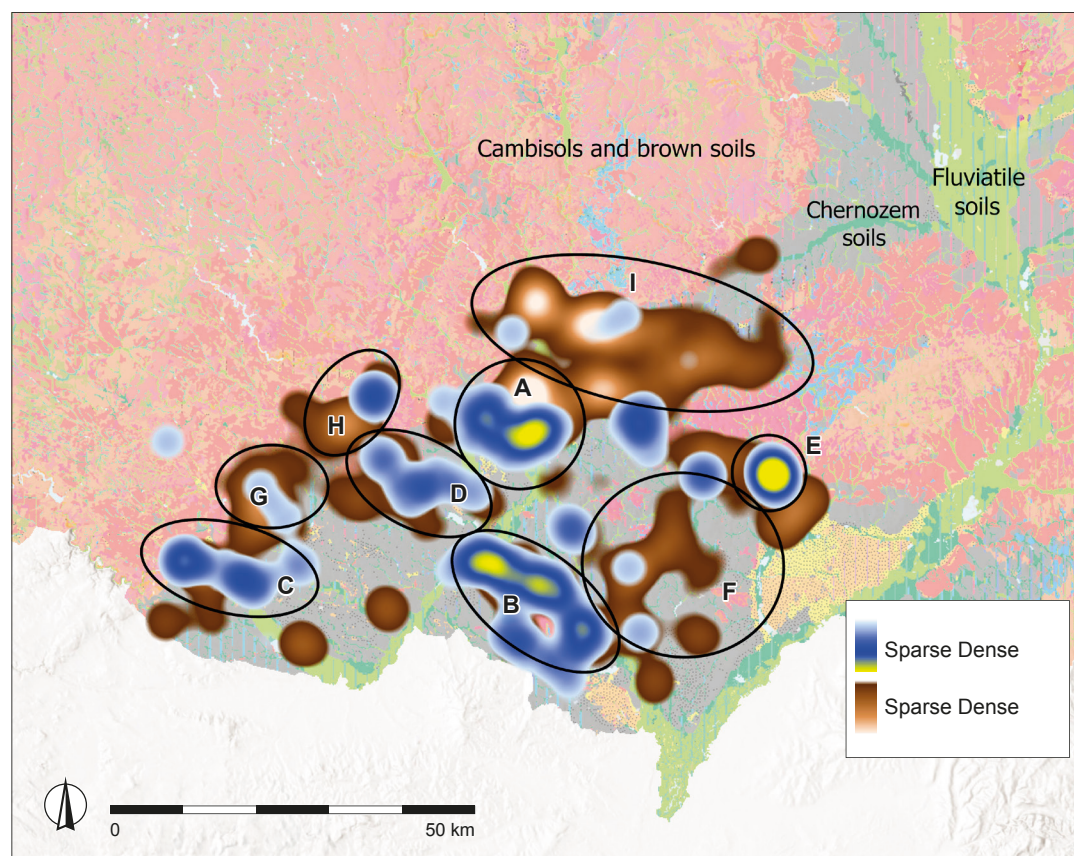 Cambisols and brown soils
Fluviatile
soils
Chernozem
soils
I
A
H
E
G
D
C
B
F
Sparse Dense
Sparse Dense
0
50 km